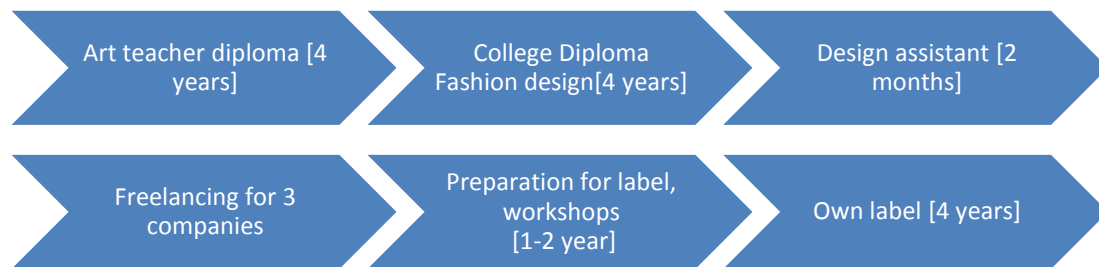 Art teacher diploma [4
years]
College Diploma
Fashion design[4 years]
Design assistant [2
months]
Freelancing for 3
companies
Preparation for label,
workshops
[1-2 year]
Own label [4 years]